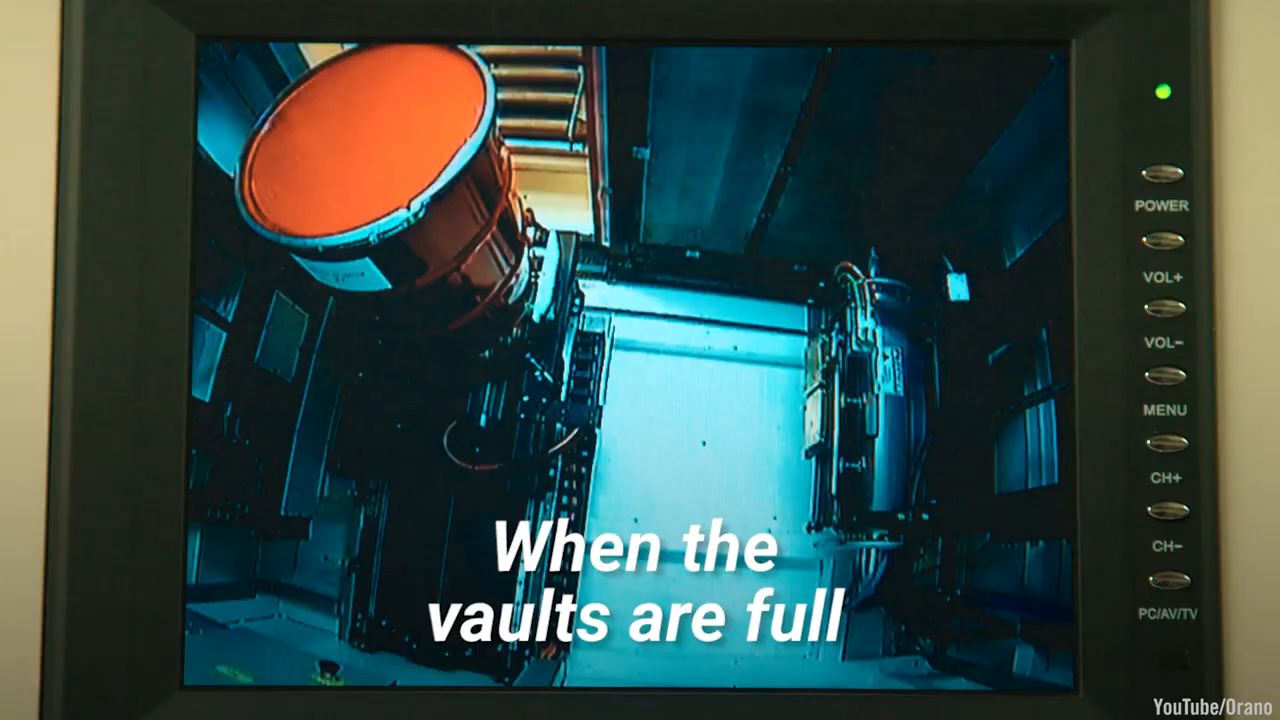 POWER
VOL+
VOL−
MENU
CH+
When the
CH−
vaults are full
PC/AV/TV
YouTube/Orano